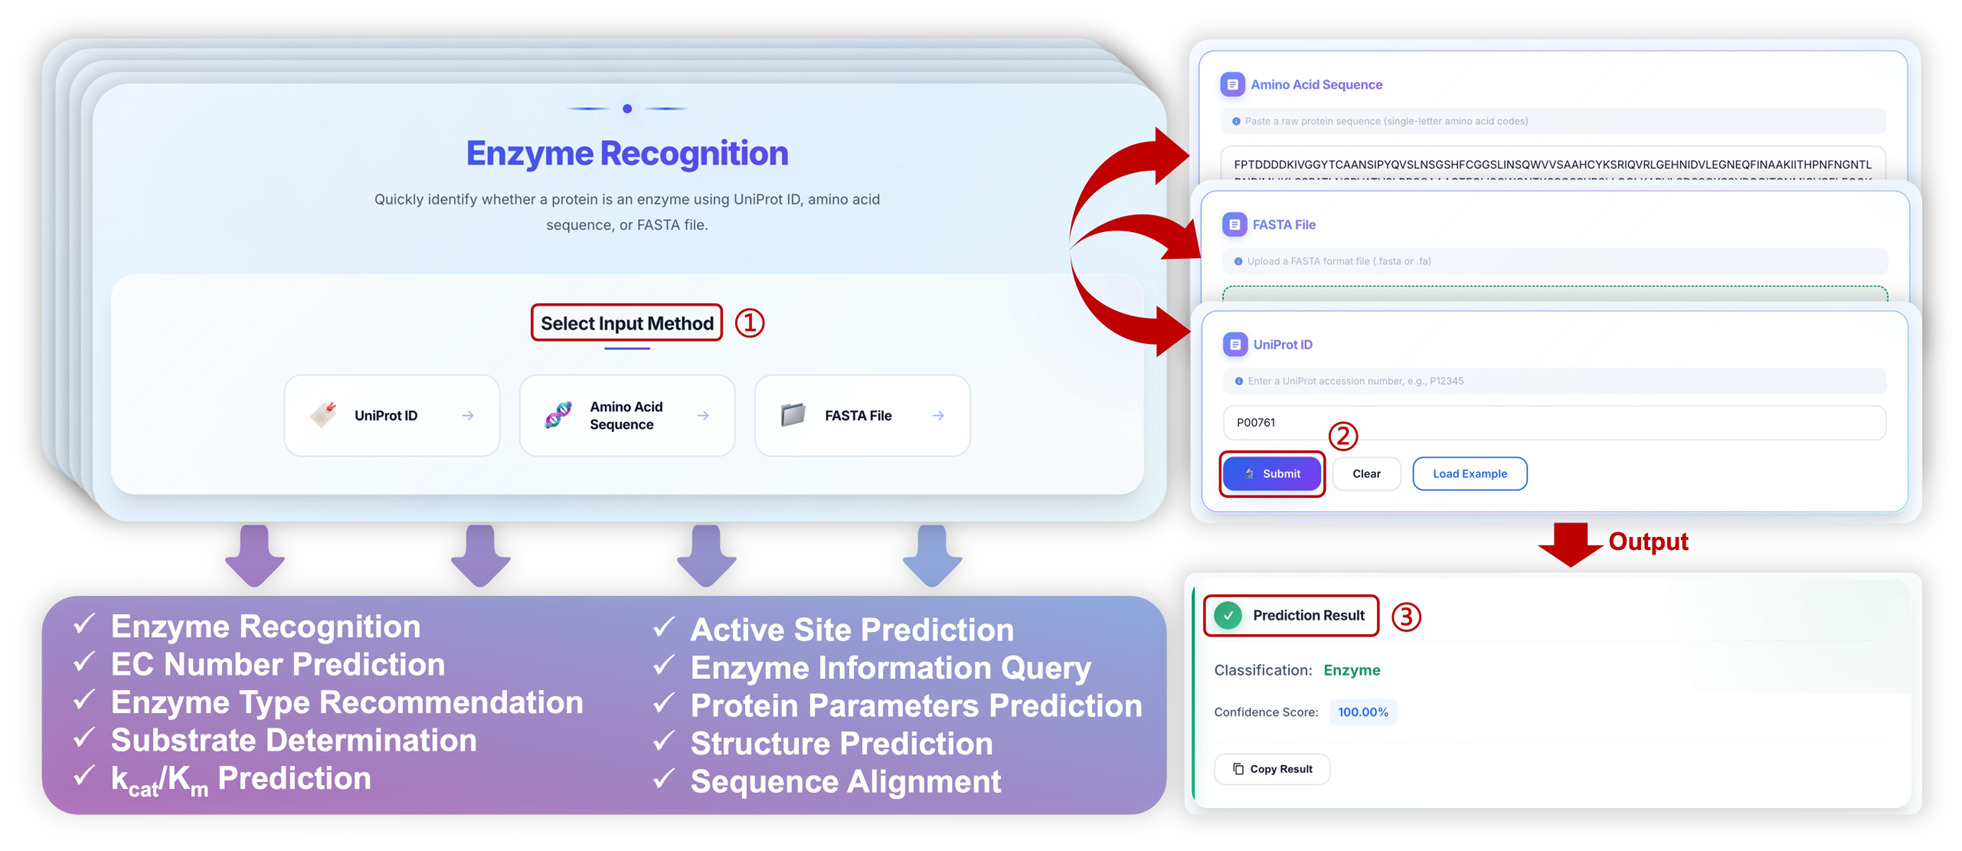 Enzyme Recognition
Quickly identify whether a protein is an enzyme using UniProt ID, amino acid
sequence, or FASTA file.
Select Input Method
①
UniProt ID
Amino Acid
Sequence
FASTA File
Amino Acid Sequence
Paste a raw protein sequence (single-letter amino acid codes)
FPTDDDDKIVGGYTCAANSIPYQVSLNSGSHFCGGSLINSQWVVSAAHCYKSRIQVRLGEHNIDVLEGNEQFINAAKIITHPNFNGNTL
FASTA File
Upload a FASTA format file (.fasta or .fa)
UniProt ID
Enter a UniProt accession number, e.g., P12345
P00761
②
Submit
Clear
Load Example
Output
Prediction Result
③
Classification: Enzyme
Confidence Score: 100.00%
Copy Result
✓ Enzyme Recognition
✓ EC Number Prediction
✓ Enzyme Type Recommendation
✓ Substrate Determination
✓ kcat/Km Prediction
✓ Active Site Prediction
✓ Enzyme Information Query
✓ Protein Parameters Prediction
✓ Structure Prediction
✓ Sequence Alignment